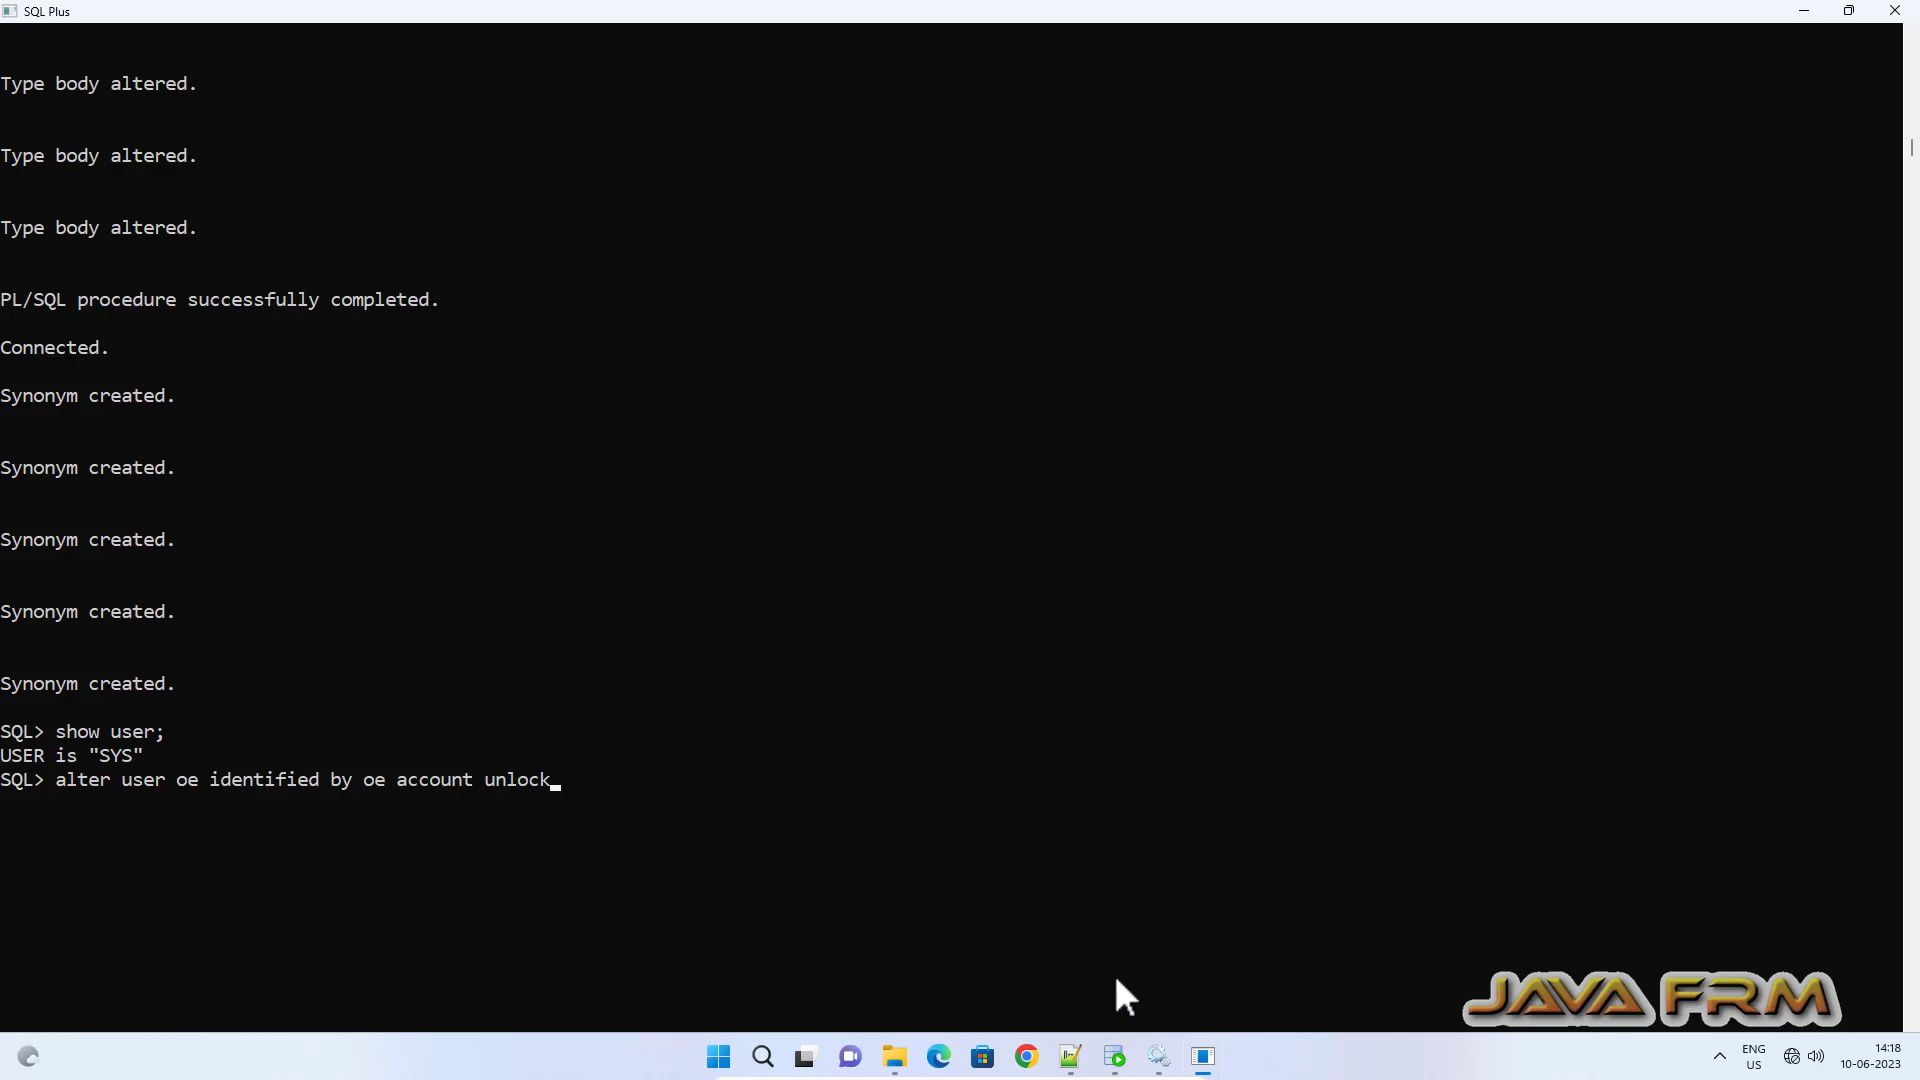 SQL Plus
Type body altered.
Type body altered.
Type body altered.
PL/SQL procedure successfully completed.
Connected.
Synonym created.
Synonym created.
Synonym created.
Synonym created.
Synonym created.
SQL> show user;
USER is "SYS"
SQL> alter user oe identified by oe account unlock
JAVA FRM
ENG
US
14:18
10-06-2023